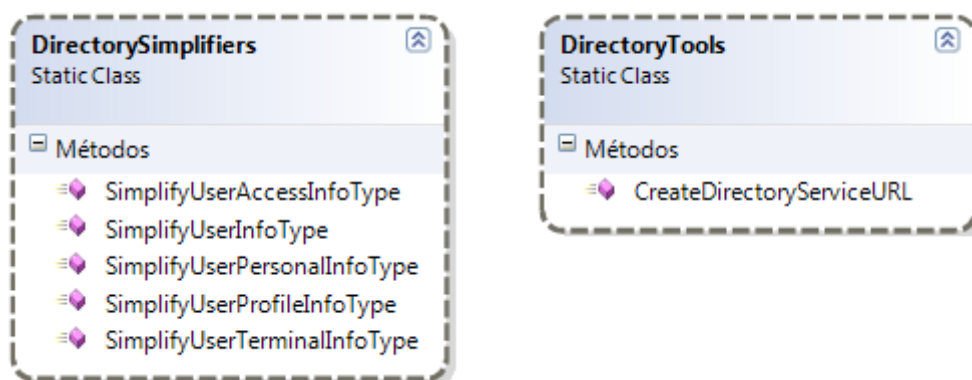 DirectorySimplifiers
Static Class
Métodos
SimplifyUserAccessInfoType
SimplifyUserInfoType
SimplifyUserPersonalInfoType
SimplifyUserProfileInfoType
SimplifyUserTerminalInfoType
DirectoryTools
Static Class
Métodos
CreateDirectoryServiceURL